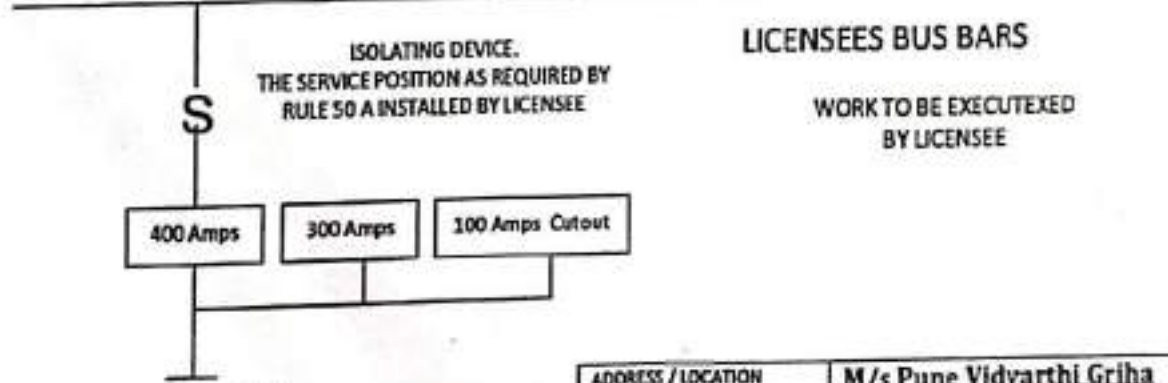 ISOLATING DEVICE.
THE SERVICE POSITION AS REQUIRED BY
RULE 50 A INSTALLED BY LICENSEE
LICENSEES BUS BARS
WORK TO BE EXECUTEXED
BY LICENSEE
S
400 Amps
300 Amps
100 Amps Cutout
ADDRESS / LOCATION
M/s Pune Vidyarthi Griha